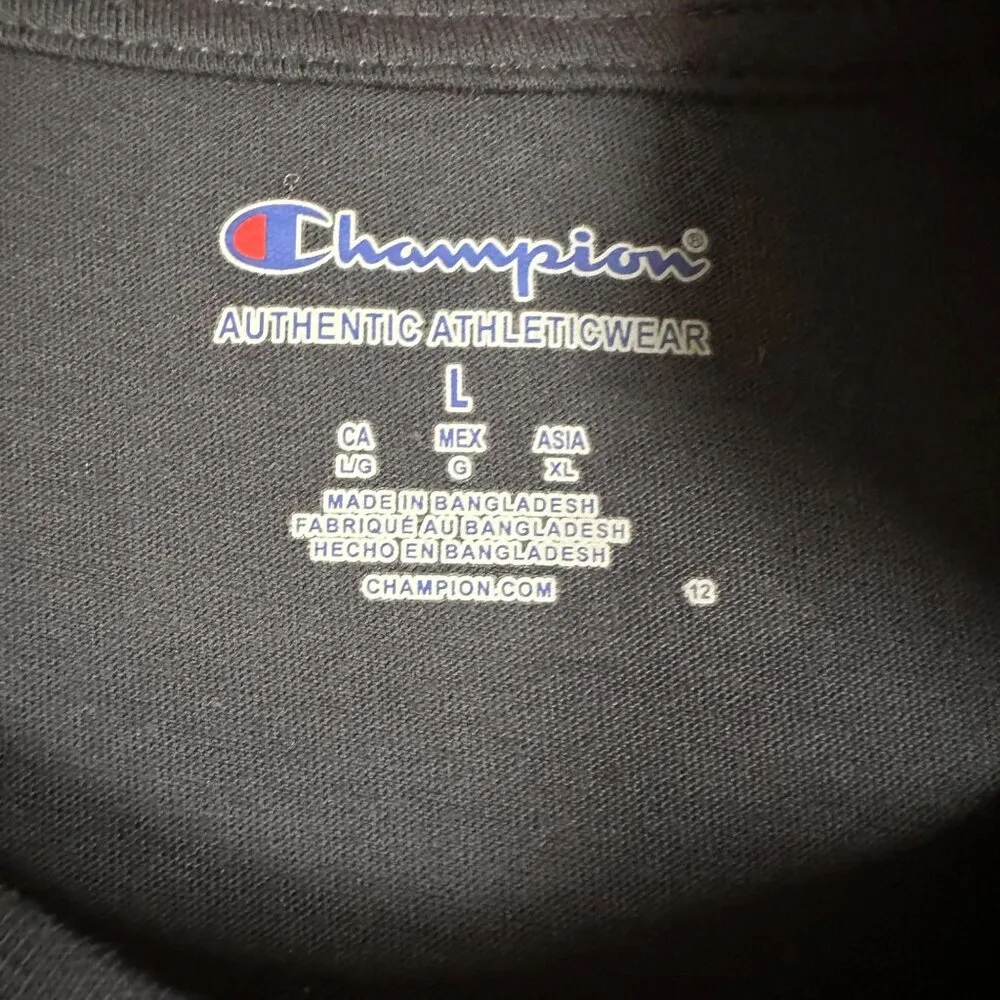 Champion®
AUTHENTIC ATHLETICWEAR
L
CA MEX ASIA
L/G G XL
MADE IN BANGLADESH
FABRIQUÉ AU BANGLADESH
HECHO EN BANGLADESH
CHAMPION.COM 12